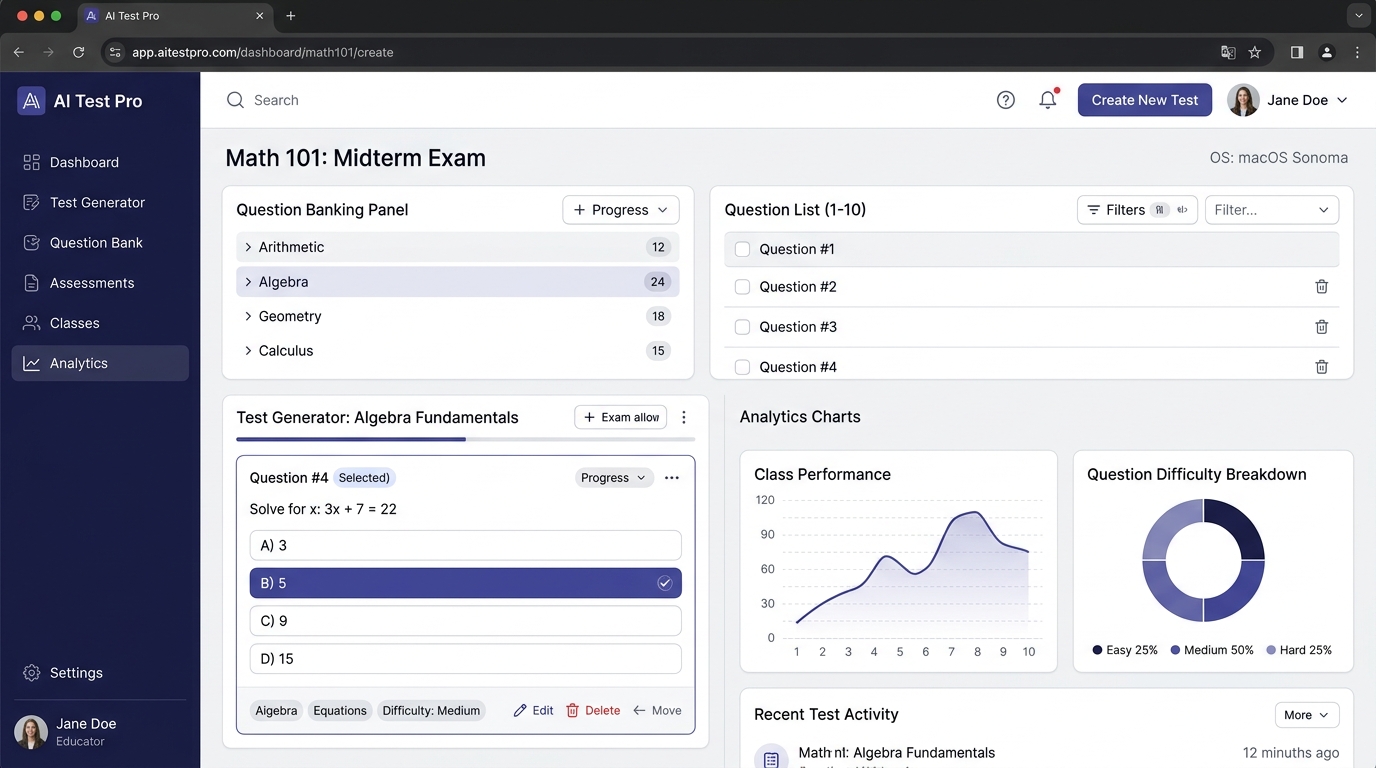 AI Test Pro
app.aitestpro.com/dashboard/math101/create
AI Test Pro
Dashboard
Test Generator
Question Bank
Assessments
Classes
Analytics
Settings
Jane Doe
Educator
Search
Create New Test
Jane Doe
Math 101: Midterm Exam
OS: macOS Sonoma
Question Banking Panel
+ Progress
Arithmetic 12
Algebra 24
Geometry 18
Calculus 15
Question List (1-10)
Filters
Filter...
Question #1
Question #2
Question #3
Question #4
Test Generator: Algebra Fundamentals
+ Exam allow
Question #4 Selected)
Progress
Solve for x: 3x + 7 = 22
A) 3
B) 5
C) 9
D) 15
Algebra Equations Difficulty: Medium
Edit Delete Move
Analytics Charts
Class Performance
120
90
60
30
0
1 2 3 4 5 6 7 8 9 10
Question Difficulty Breakdown
Easy 25% Medium 50% Hard 25%
Recent Test Activity
More
Algebra Fundamentals
12 minuths ago